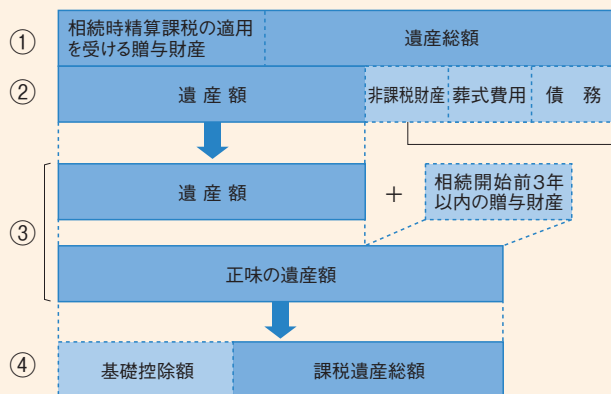 ①
相続時精算課税の適用
を受ける贈与財産
遺産総額
②
遺産額
非課税財産
葬式費用
債務
③
遺産額
+
相続開始前3年
以内の贈与財産
正味の遺産額
④
基礎控除額
課税遺産総額